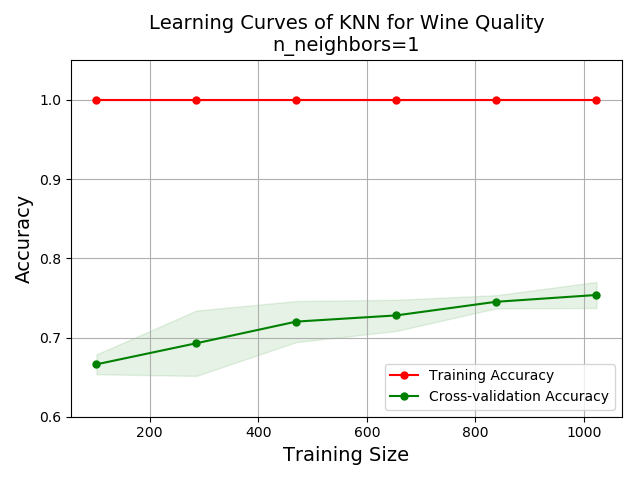 Learning Curves of KNN for Wine Quality
n_neighbors=1
1.0
0.9
0.8
0.7
0.6
Accuracy
200
400
600
800
1000
Training Size
Training Accuracy
Cross-validation Accuracy